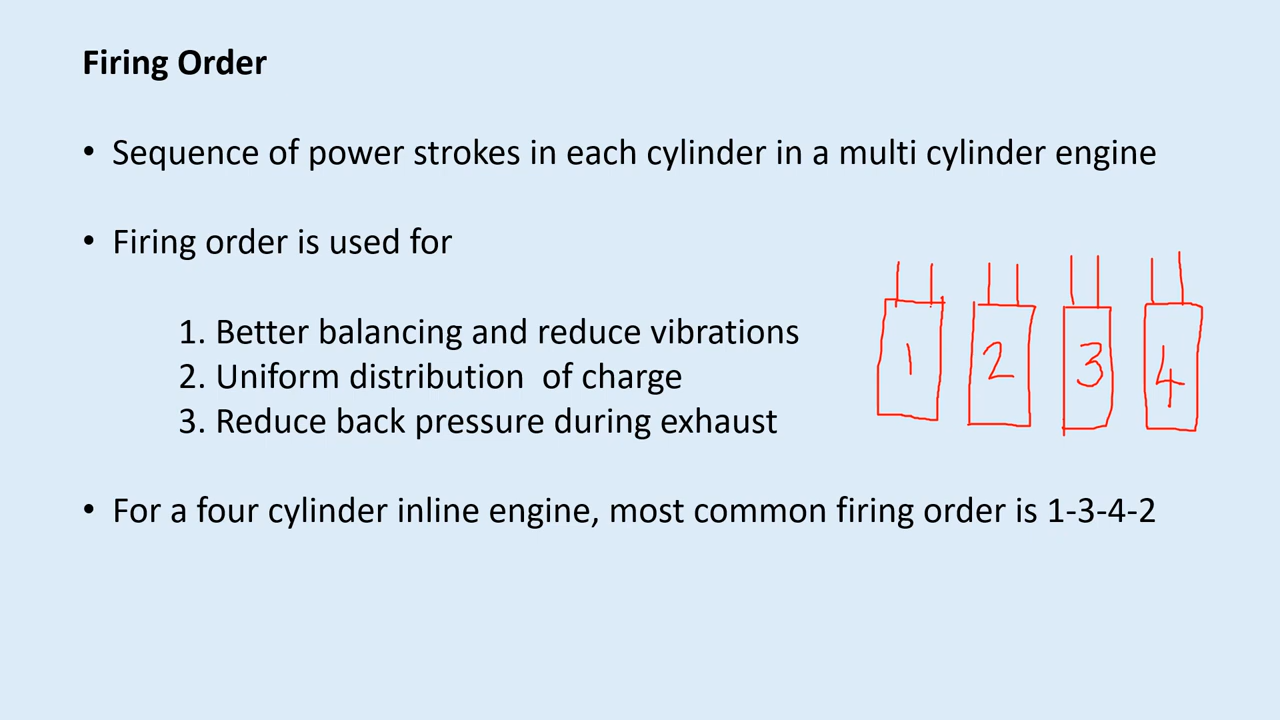 Firing Order
• Sequence of power strokes in each cylinder in a multi cylinder engine
• Firing order is used for
1. Better balancing and reduce vibrations
2. Uniform distribution of charge
3. Reduce back pressure during exhaust
1 2 3 4
• For a four cylinder inline engine, most common firing order is 1-3-4-2